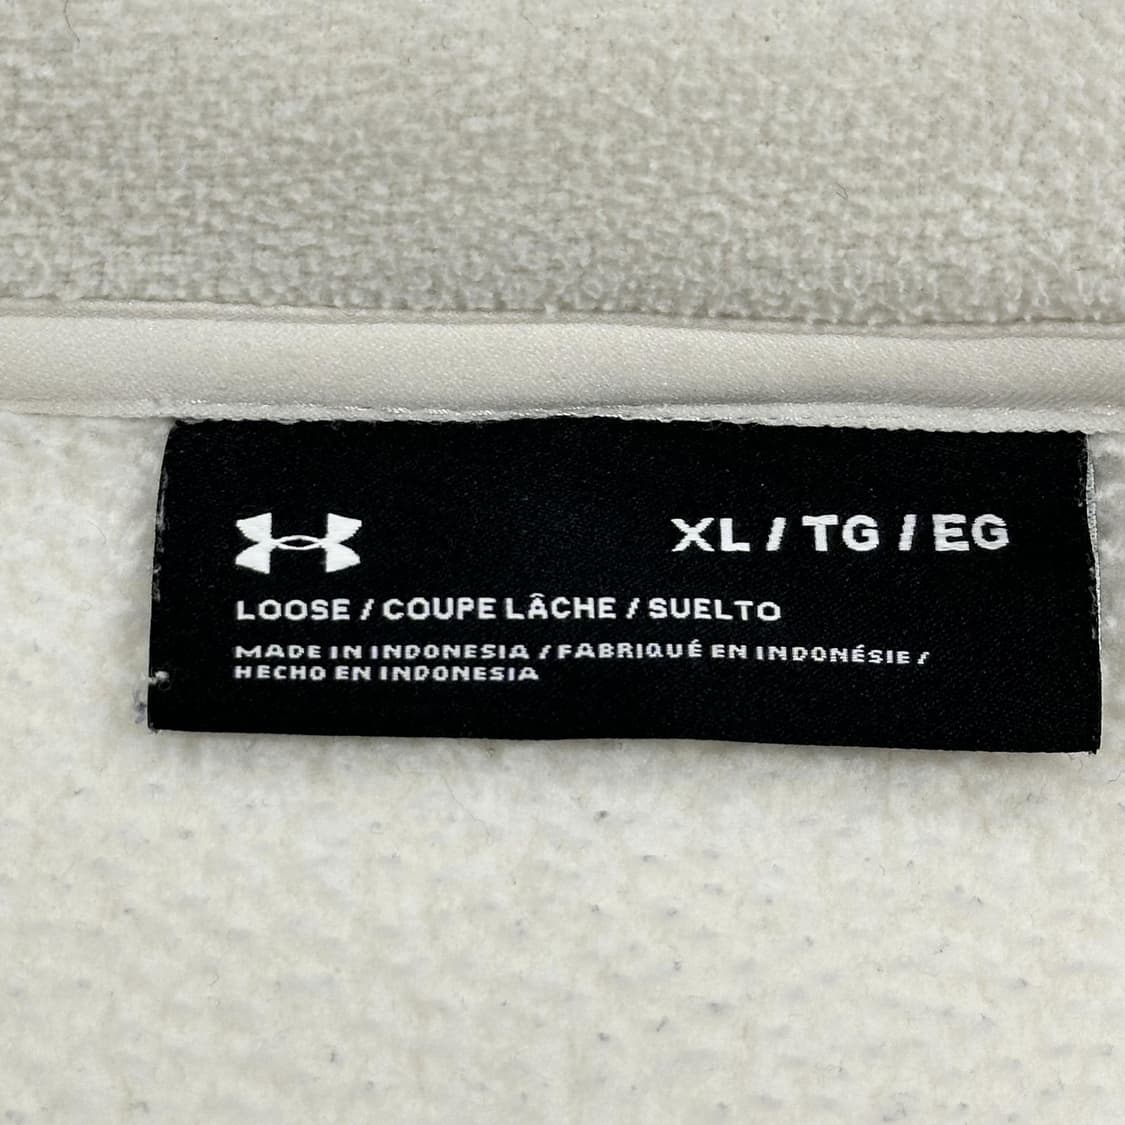 XL / TG / EG
LOOSE / COUPE LÂCHE / SUELTO
MADE IN INDONESIA / FABRIQUÉ EN INDONÉSIE /
HECHO EN INDONESIA